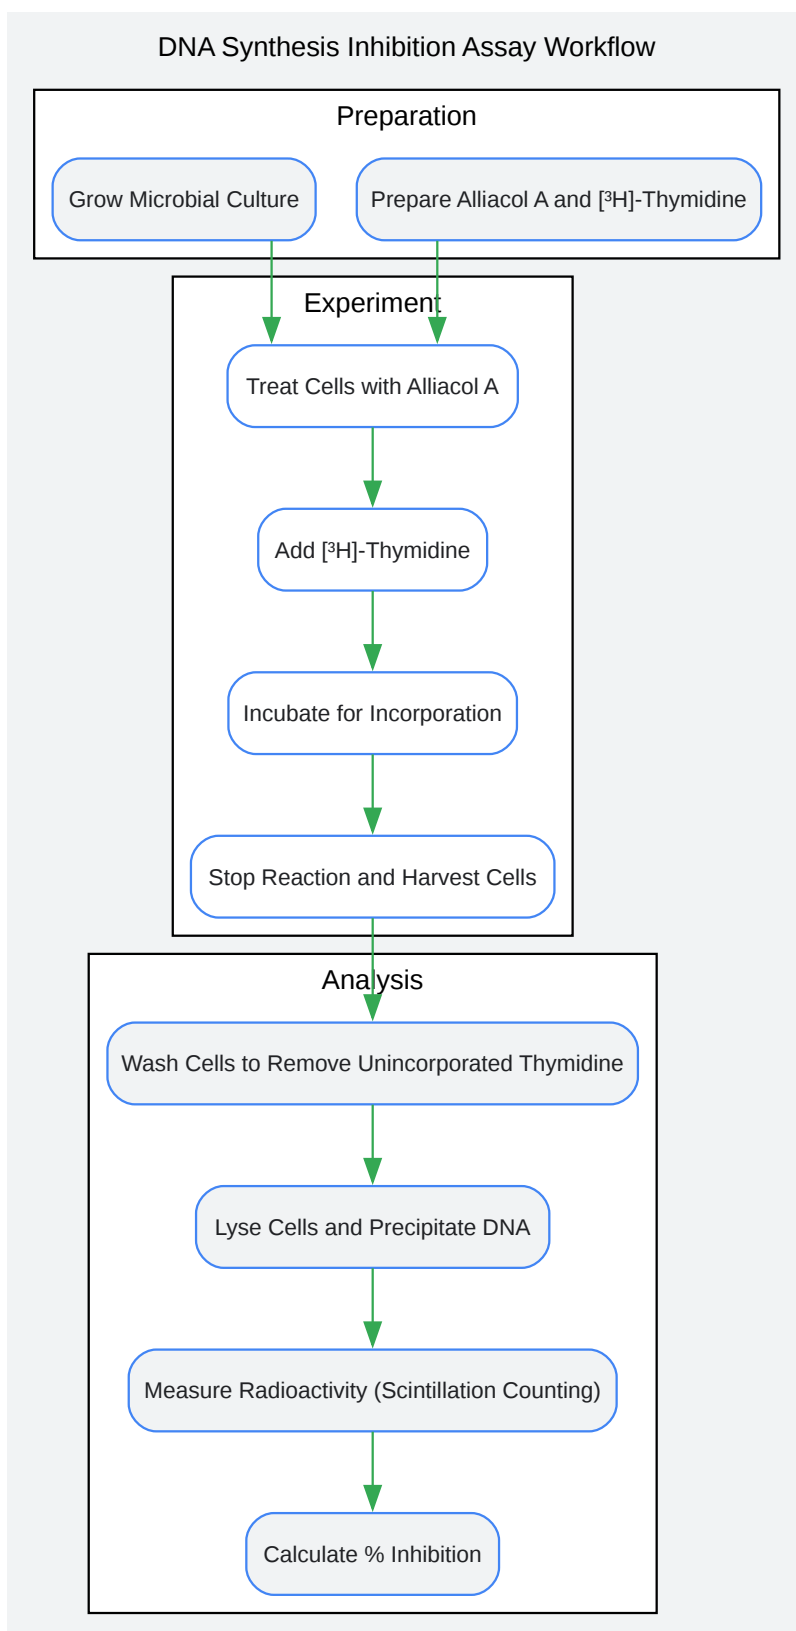 DNA Synthesis Inhibition Assay Workflow
Preparation
Grow Microbial Culture
Prepare Alliacol A and [³H]-Thymidine
Experiment
Treat Cells with Alliacol A
Add [³H]-Thymidine
Incubate for Incorporation
Stop Reaction and Harvest Cells
Analysis
Wash Cells to Remove Unincorporated Thymidine
Lyse Cells and Precipitate DNA
Measure Radioactivity (Scintillation Counting)
Calculate % Inhibition